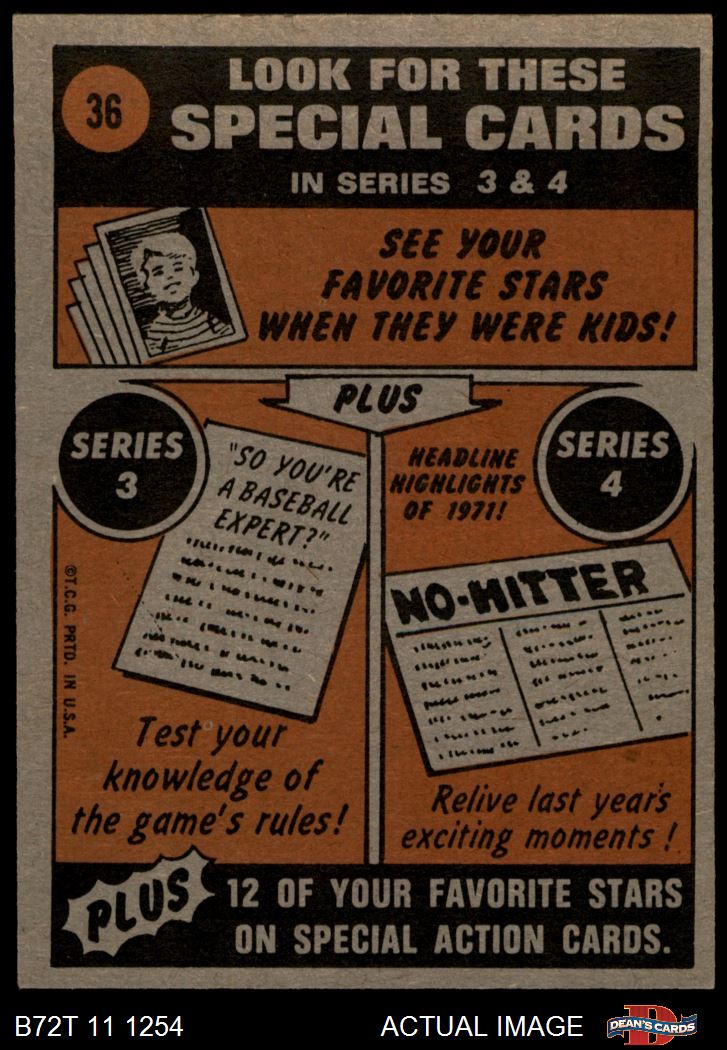 36
LOOK FOR THESE
SPECIAL CARDS
IN SERIES 3 & 4
SEE YOUR
FAVORITE STARS
WHEN THEY WERE KIDS!
PLUS
SERIES
3
"SO YOU'RE
A BASEBALL
EXPERT?"
Test your
knowledge of
the game's rules!
©T.C.G. PRTD. IN U.S.A.
HEADLINE
HIGHLIGHTS
OF 1971!
SERIES
4
NO-HITTER
Relive last year's
exciting moments!
PLUS
12 OF YOUR FAVORITE STARS
ON SPECIAL ACTION CARDS.
B72T 11 1254
ACTUAL IMAGE
D
DEAN'S CARDS